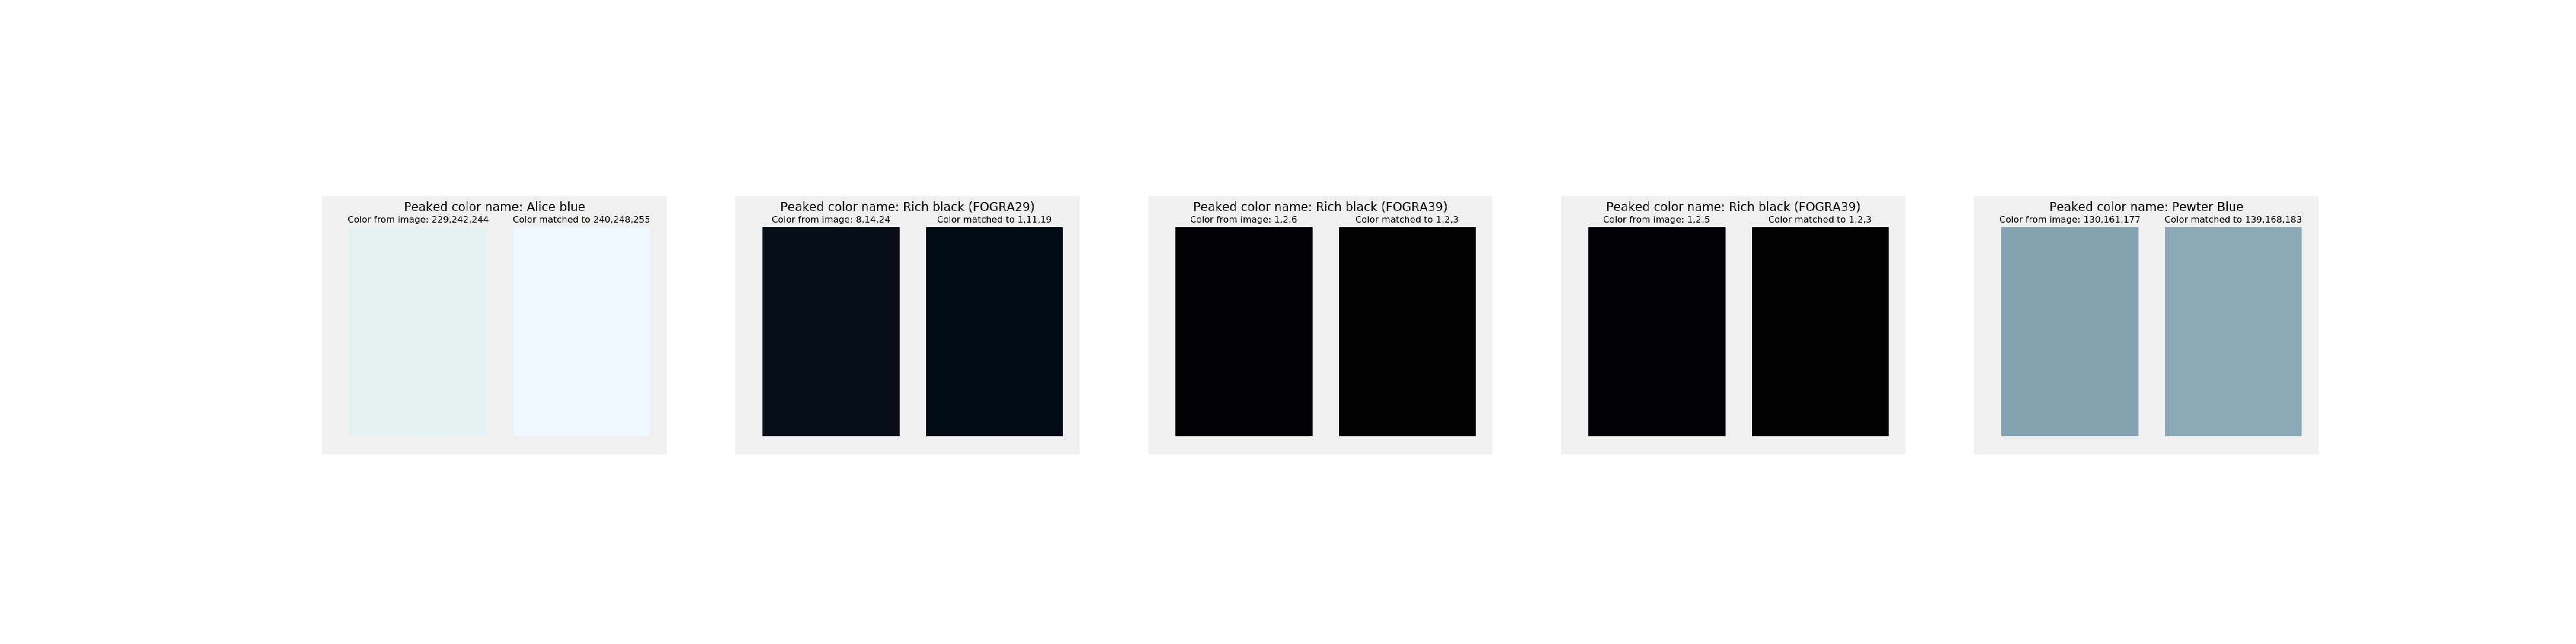 Peaked color name: Alice blue
Color from image: 229,242,244
Color matched to 240,248,255
Peaked color name: Rich black (FOGRA29)
Color from image: 8,14,24
Color matched to 1,11,19
Peaked color name: Rich black (FOGRA39)
Color from image: 1,2,6
Color matched to 1,2,3
Peaked color name: Rich black (FOGRA39)
Color from image: 1,2,5
Color matched to 1,2,3
Peaked color name: Pewter Blue
Color from image: 130,161,177
Color matched to 139,168,183